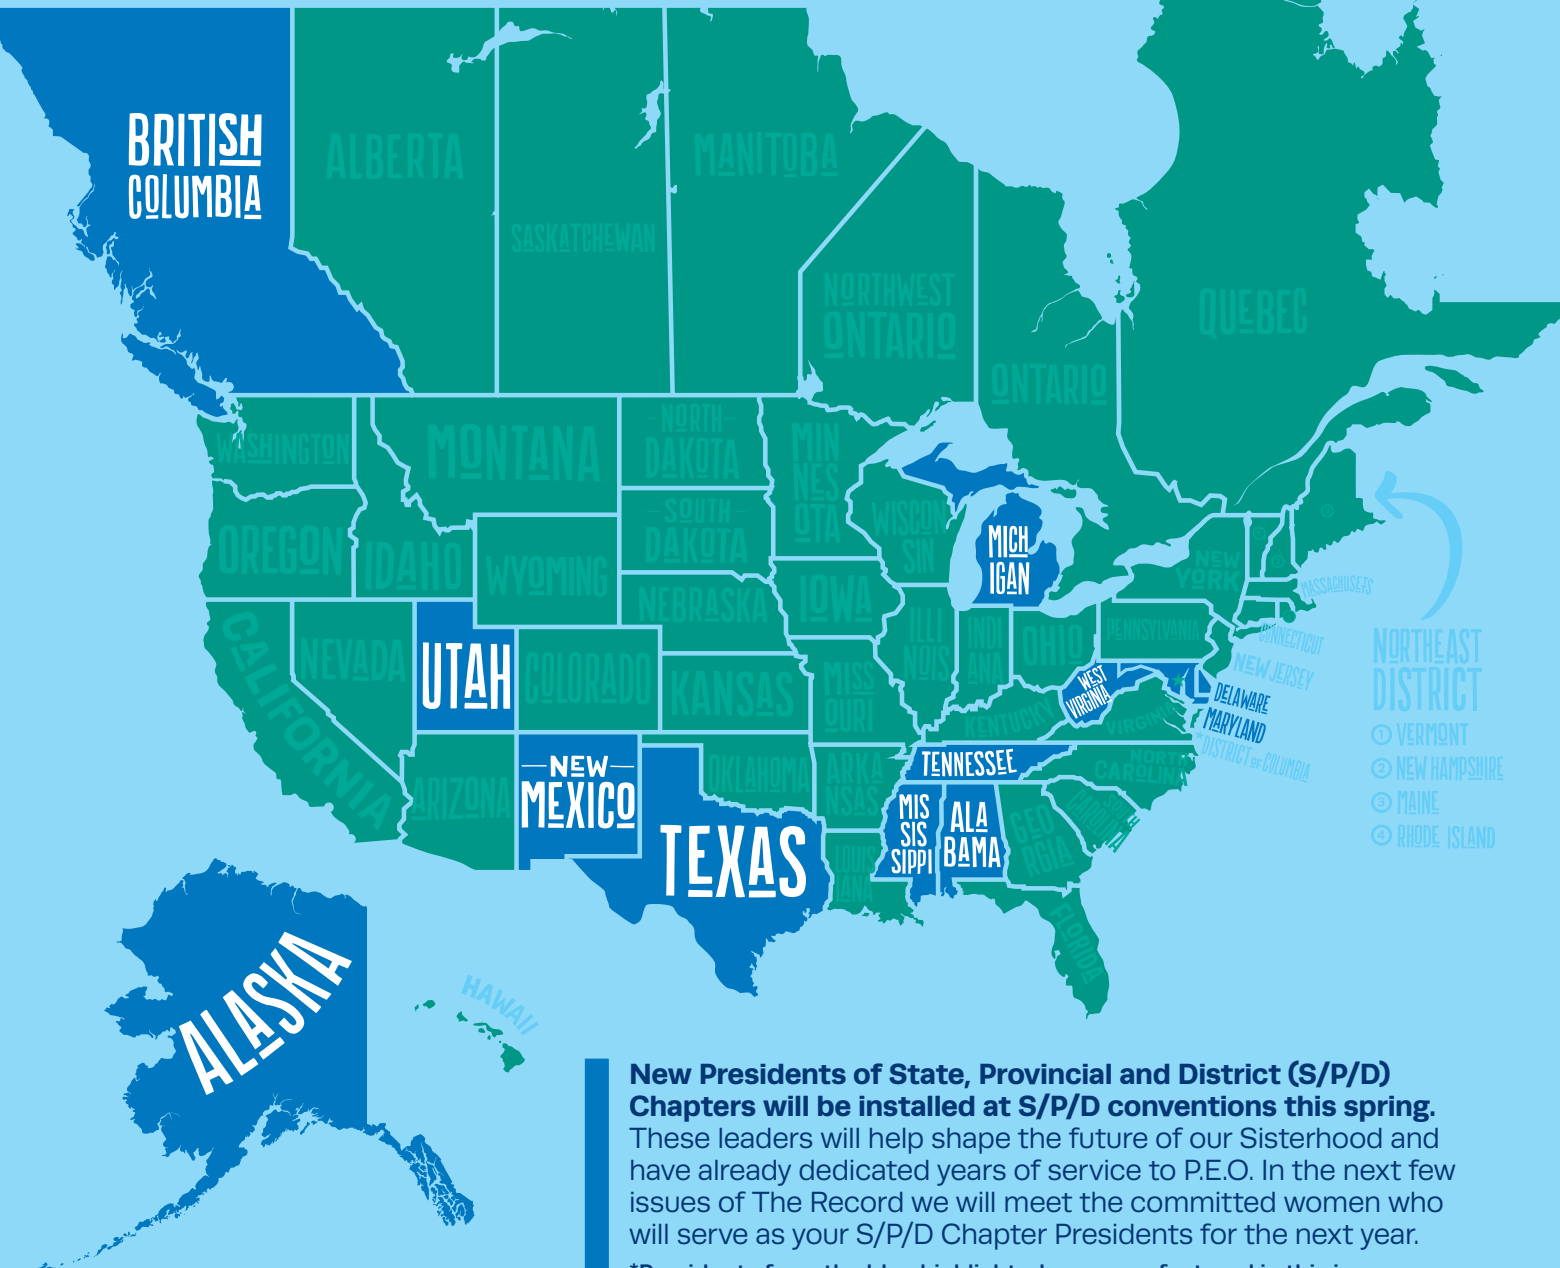 BRITISH
COLUMBIA
ALBERTA
SASKATCHEWAN
MANITOBA
NORTHWEST
ONTARIO
ONTARIO
QUEBEC
WASHINGTON
MONTANA
NORTH
DAKOTA
MIN
NES
OTA
SOUTH
DAKOTA
WISCON
SIN
MICH
IGAN
OREGON
IDAHO
WYOMING
NEBRASKA
IOWA
ILLI
NOIS
INDI
ANA
OHIO
PENNSYLVANIA
NEW
YORK
1
2
3
MASSACHUSETS
CONNECTICUT
NEW JERSEY
DELAWARE
MARYLAND
*DISTRICT OF COLUMBIA
NORTHEAST
DISTRICT
1 VERMONT
2 NEW HAMPSHIRE
3 MAINE
4 RHODE ISLAND
CALIFORNIA
NEVADA
UTAH
COLORADO
KANSAS
MISS
OURI
KENTUCKY
WEST
VIRGINIA
VIRGINIA
ARIZONA
NEW
MEXICO
OKLAHOMA
ARKA
NSAS
TENNESSEE
NORTH
CAROLINA
SOUTH
CAROLINA
TEXAS
LOUIS
IANA
MIS
SIS
SIPPI
ALA
BAMA
GEO
RGIA
FLORIDA
ALASKA
HAWAII
New Presidents of State, Provincial and District (S/P/D)
Chapters will be installed at S/P/D conventions this spring.
These leaders will help shape the future of our Sisterhood and
have already dedicated years of service to P.E.O. In the next few
issues of The Record we will meet the committed women who
will serve as your S/P/D Chapter Presidents for the next year.